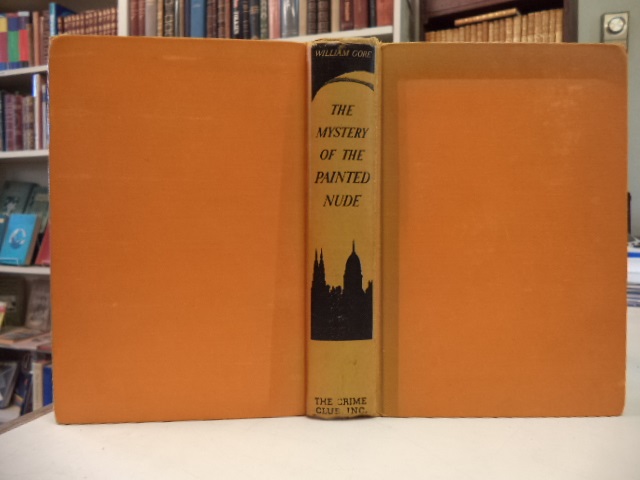 WILLIAM GORE
THE
MYSTERY
OF THE
PAINTED
NUDE
THE CRIME
CLUB, INC.